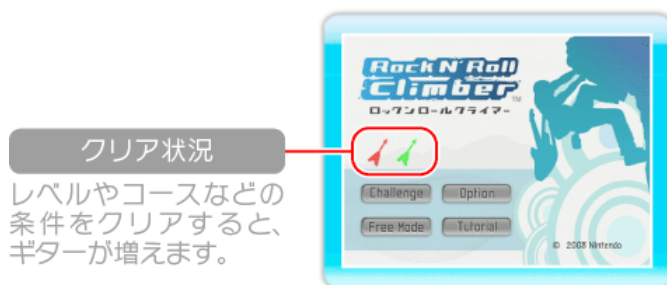 クリア状況
レベルやコースなどの
条件をクリアすると、
ギターが増えます。
Rock N' Roll
Climber™
ロックンロールクライマー
Challenge
Option
Free Mode
Tutorial
© 2008 Nintendo